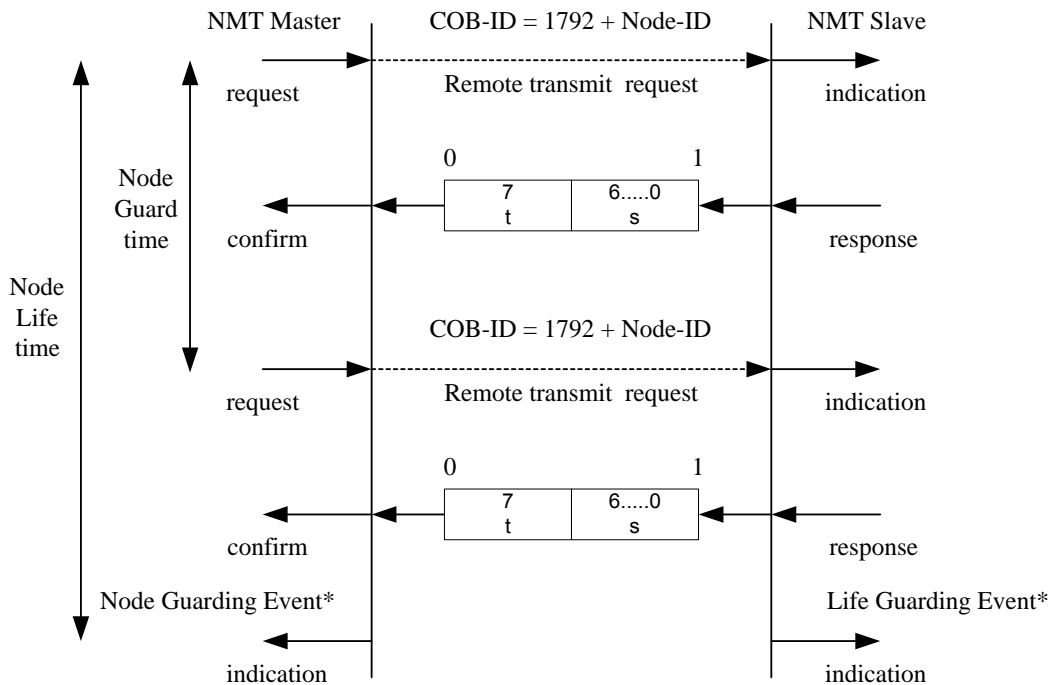 NMT Master COB-ID = 1792 + Node-ID NMT Slave
request Remote transmit request indication
0 1
7 6.....0
t s
Node
Guard
time
confirm response
Node
Life
time
COB-ID = 1792 + Node-ID
request Remote transmit request indication
0 1
7 6.....0
t s
confirm response
Node Guarding Event* Life Guarding Event*
indication indication